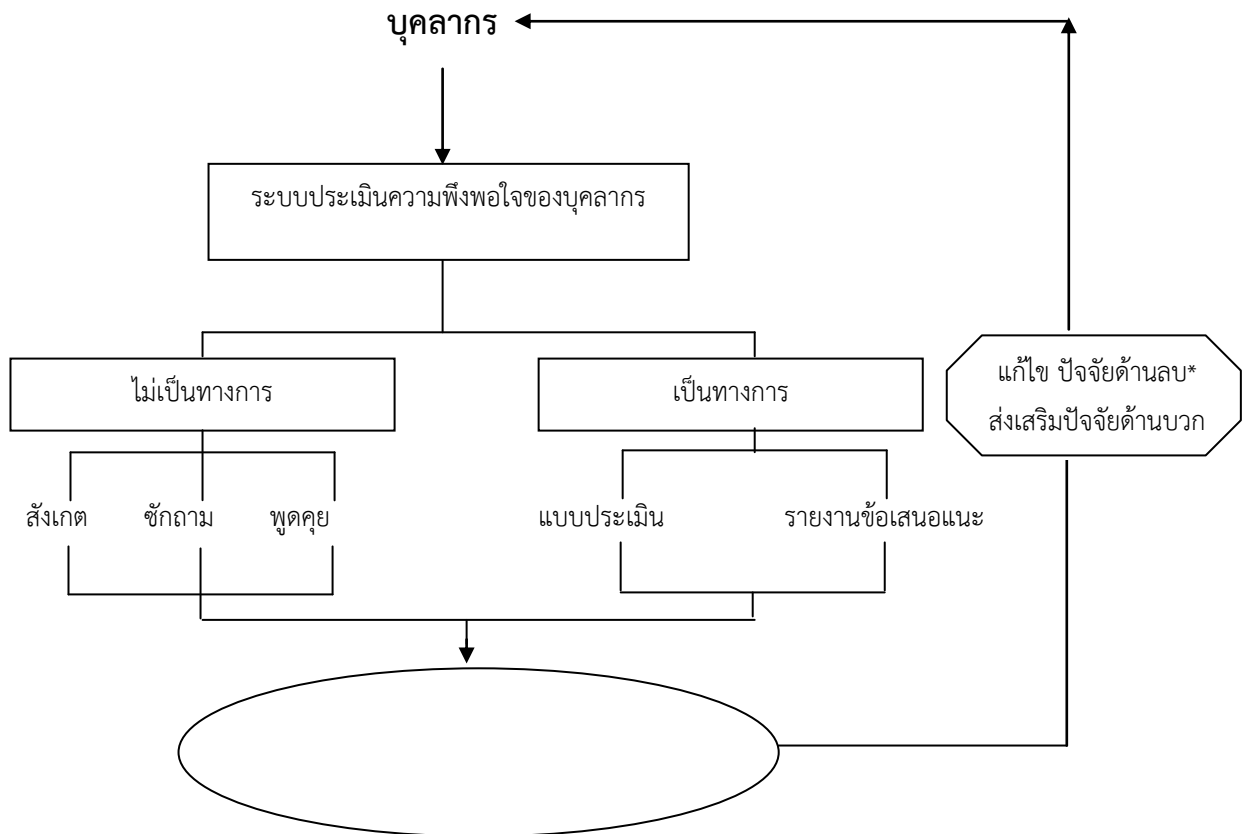 บุคลากร
ระบบประเมินความพึงพอใจของบุคลากร
ไม่เป็นทางการ
เป็นทางการ
แก้ไข ปัจจัยด้านลบ*
ส่งเสริมปัจจัยด้านบวก
สังเกต
ซักถาม
พูดคุย
แบบประเมิน
รายงานข้อเสนอแนะ